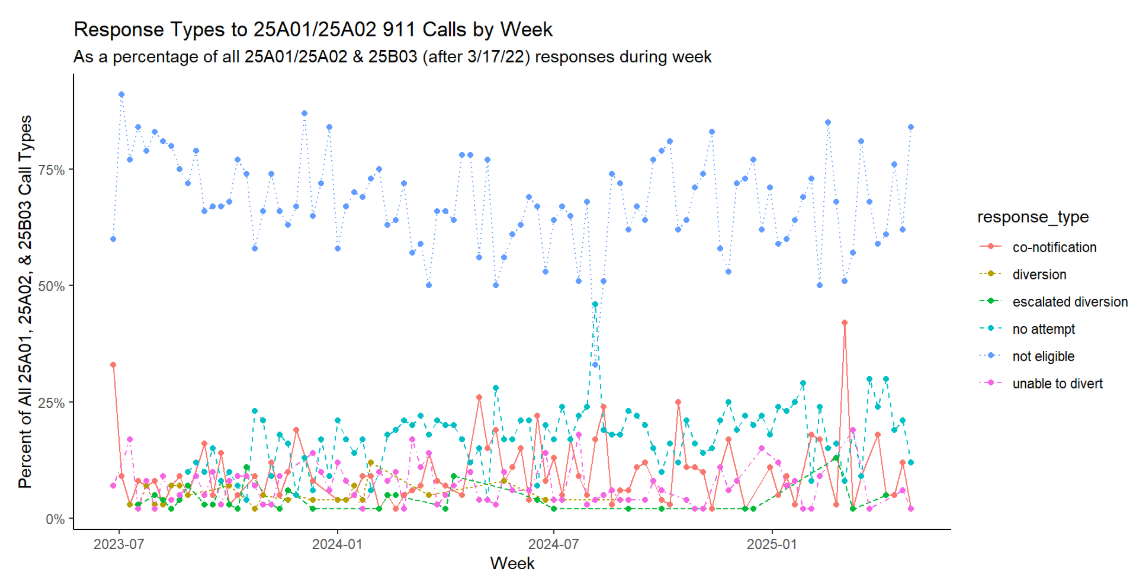 Response Types to 25A01/25A02 911 Calls by Week
As a percentage of all 25A01/25A02 & 25B03 (after 3/17/22) responses during week
Percent of All 25A01, 25A02, & 25B03 Call Types
75%
50%
25%
0%
2023-07
2024-01
2024-07
2025-01
Week
response_type
co-notification
diversion
escalated diversion
no attempt
not eligible
unable to divert